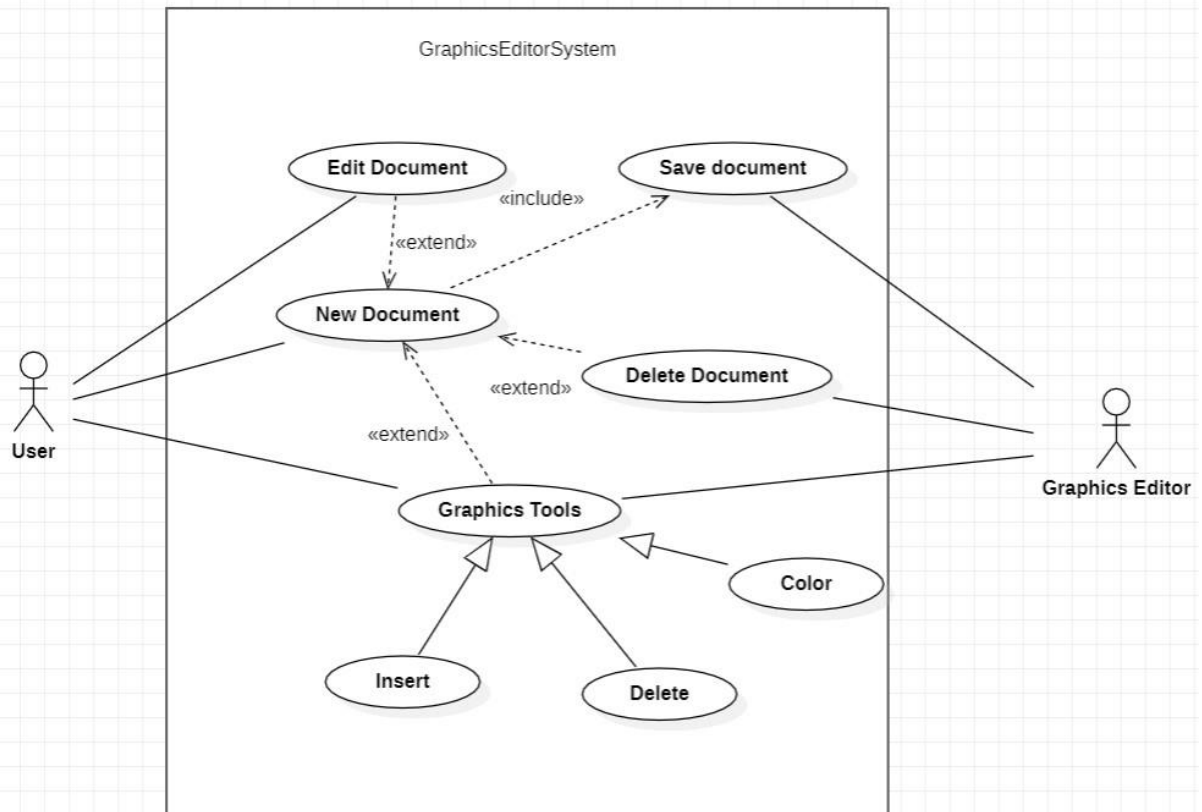 GraphicsEditorSystem
Edit Document
Save document
«include»
«extend»
New Document
Delete Document
«extend»
«extend»
User
Graphics Editor
Graphics Tools
Color
Insert
Delete